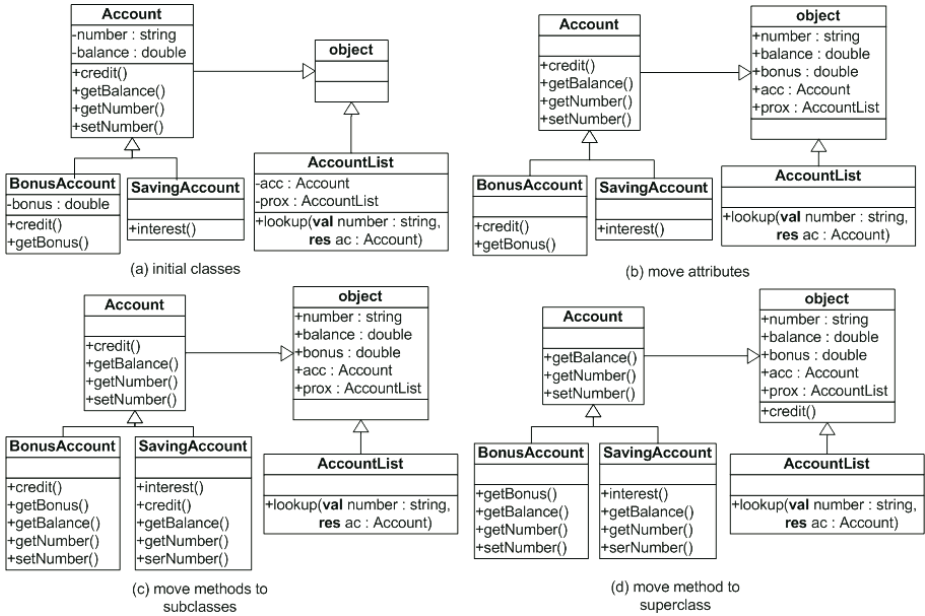 Account
-number : string
-balance : double
+credit()
+getBalance()
+getNumber()
+setNumber()
object
BonusAccount
-bonus : double
+credit()
+getBonus()
SavingAccount
+interest()
AccountList
-acc : Account
-prox : AccountList
+lookup(val number : string,
res ac : Account)
(a) initial classes
Account
+credit()
+getBalance()
+getNumber()
+setNumber()
object
+number : string
+balance : double
+bonus : double
+acc : Account
+prox : AccountList
BonusAccount
+credit()
+getBonus()
SavingAccount
+interest()
AccountList
+lookup(val number : string,
res ac : Account)
(b) move attributes
Account
+credit()
+getBalance()
+getNumber()
+setNumber()
object
+number : string
+balance : double
+bonus : double
+acc : Account
+prox : AccountList
BonusAccount
+credit()
+getBonus()
+getBalance()
+getNumber()
+setNumber()
SavingAccount
+interest()
+credit()
+getBalance()
+getNumber()
+serNumber()
AccountList
+lookup(val number : string,
res ac : Account)
(c) move methods to
subclasses
Account
+getBalance()
+getNumber()
+setNumber()
object
+number : string
+balance : double
+bonus : double
+acc : Account
+prox : AccountList
+credit()
BonusAccount
+getBonus()
+getBalance()
+getNumber()
+setNumber()
SavingAccount
+interest()
+getBalance()
+getNumber()
+serNumber()
AccountList
+lookup(val number : string,
res ac : Account)
(d) move method to
superclass